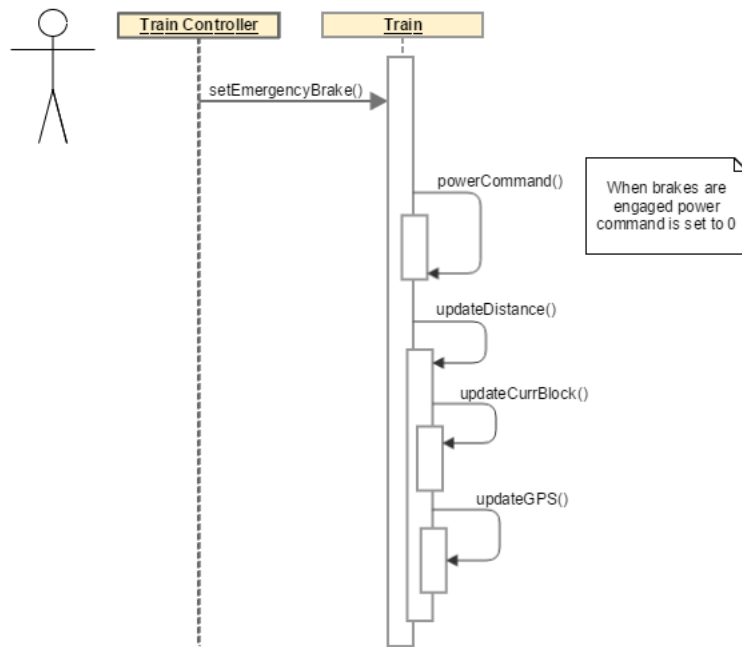 Train Controller
Train
setEmergencyBrake()
powerCommand()
When brakes are
engaged power
command is set to 0
updateDistance()
updateCurrBlock()
updateGPS()